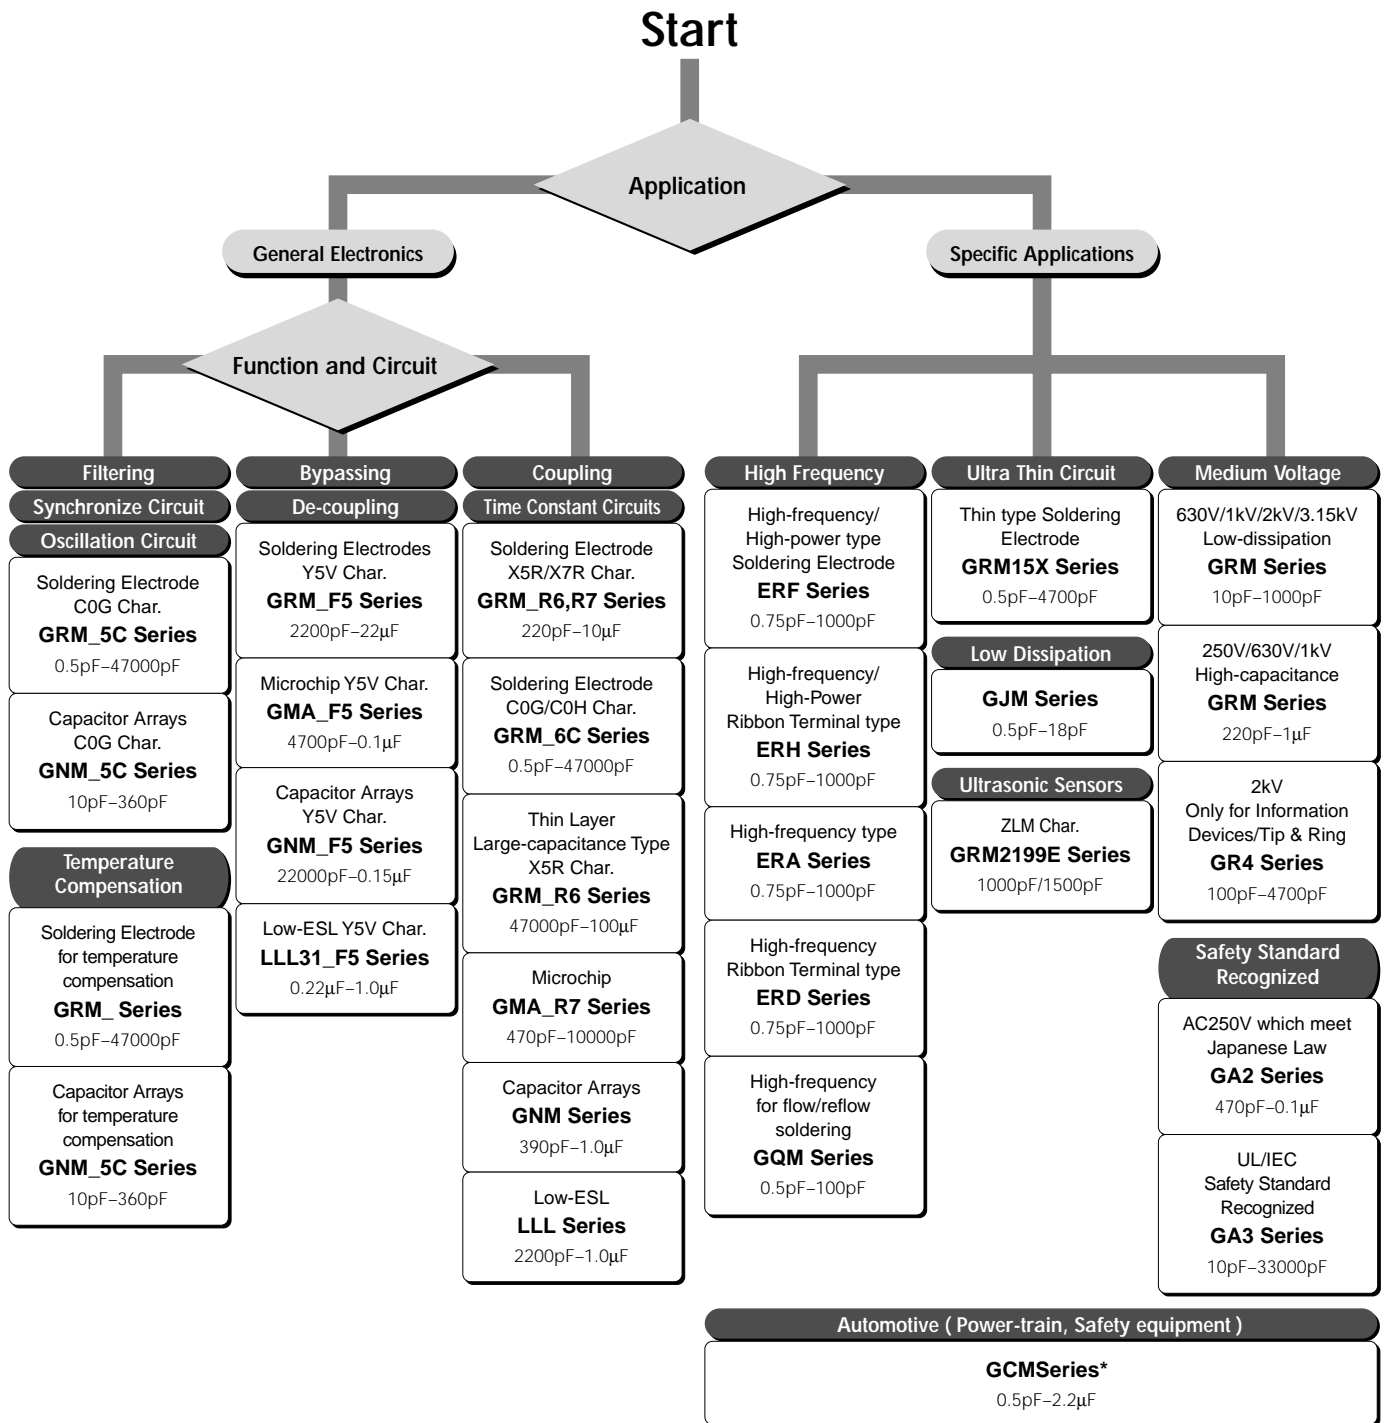 Start
Application
General Electronics
Specific Applications
Function and Circuit
Filtering
Synchronize Circuit
Oscillation Circuit
Soldering Electrode
C0G Char.
GRM_5C Series
0.5pF–47000pF
Capacitor Arrays
C0G Char.
GNM_5C Series
10pF–360pF
Temperature
Compensation
Soldering Electrode
for temperature
compensation
GRM_ Series
0.5pF–47000pF
Capacitor Arrays
for temperature
compensation
GNM_5C Series
10pF–360pF
Bypassing
De-coupling
Soldering Electrodes
Y5V Char.
GRM_F5 Series
2200pF–22µF
Microchip Y5V Char.
GMA_F5 Series
4700pF–0.1µF
Capacitor Arrays
Y5V Char.
GNM_F5 Series
22000pF–0.15µF
Low-ESL Y5V Char.
LLL31_F5 Series
0.22µF–1.0µF
Coupling
Time Constant Circuits
Soldering Electrode
X5R/X7R Char.
GRM_R6,R7 Series
220pF–10µF
Soldering Electrode
C0G/C0H Char.
GRM_6C Series
0.5pF–47000pF
Thin Layer
Large-capacitance Type
X5R Char.
GRM_R6 Series
47000pF–100µF
Microchip
GMA_R7 Series
470pF–10000pF
Capacitor Arrays
GNM Series
390pF–1.0µF
Low-ESL
LLL Series
2200pF–1.0µF
High Frequency
High-frequency/
High-power type
Soldering Electrode
ERF Series
0.75pF–1000pF
High-frequency/
High-Power
Ribbon Terminal type
ERH Series
0.75pF–1000pF
High-frequency type
ERA Series
0.75pF–1000pF
High-frequency
Ribbon Terminal type
ERD Series
0.75pF–1000pF
High-frequency
for flow/reflow
soldering
GQM Series
0.5pF–100pF
Ultra Thin Circuit
Thin type Soldering
Electrode
GRM15X Series
0.5pF–4700pF
Low Dissipation
GJM Series
0.5pF–18pF
Ultrasonic Sensors
ZLM Char.
GRM2199E Series
1000pF/1500pF
Medium Voltage
630V/1kV/2kV/3.15kV
Low-dissipation
GRM Series
10pF–1000pF
250V/630V/1kV
High-capacitance
GRM Series
220pF–1µF
2kV
Only for Information
Devices/Tip & Ring
GR4 Series
100pF–4700pF
Safety Standard
Recognized
AC250V which meet
Japanese Law
GA2 Series
470pF–0.1µF
UL/IEC
Safety Standard
Recognized
GA3 Series
10pF–33000pF
Automotive ( Power-train, Safety equipment )
GCMSeries*
0.5pF–2.2µF